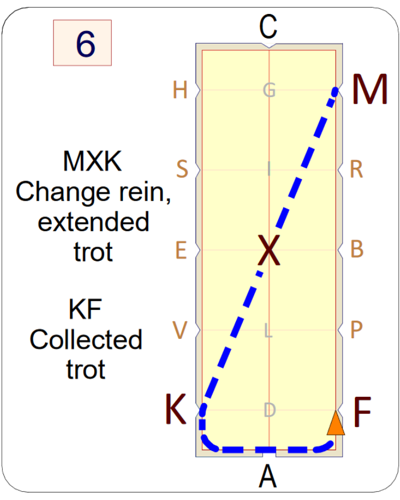 6
C
H G M
MXK
Change rein,
extended
trot
S I R
E X B
KF
Collected
trot
V L P
K D F
A